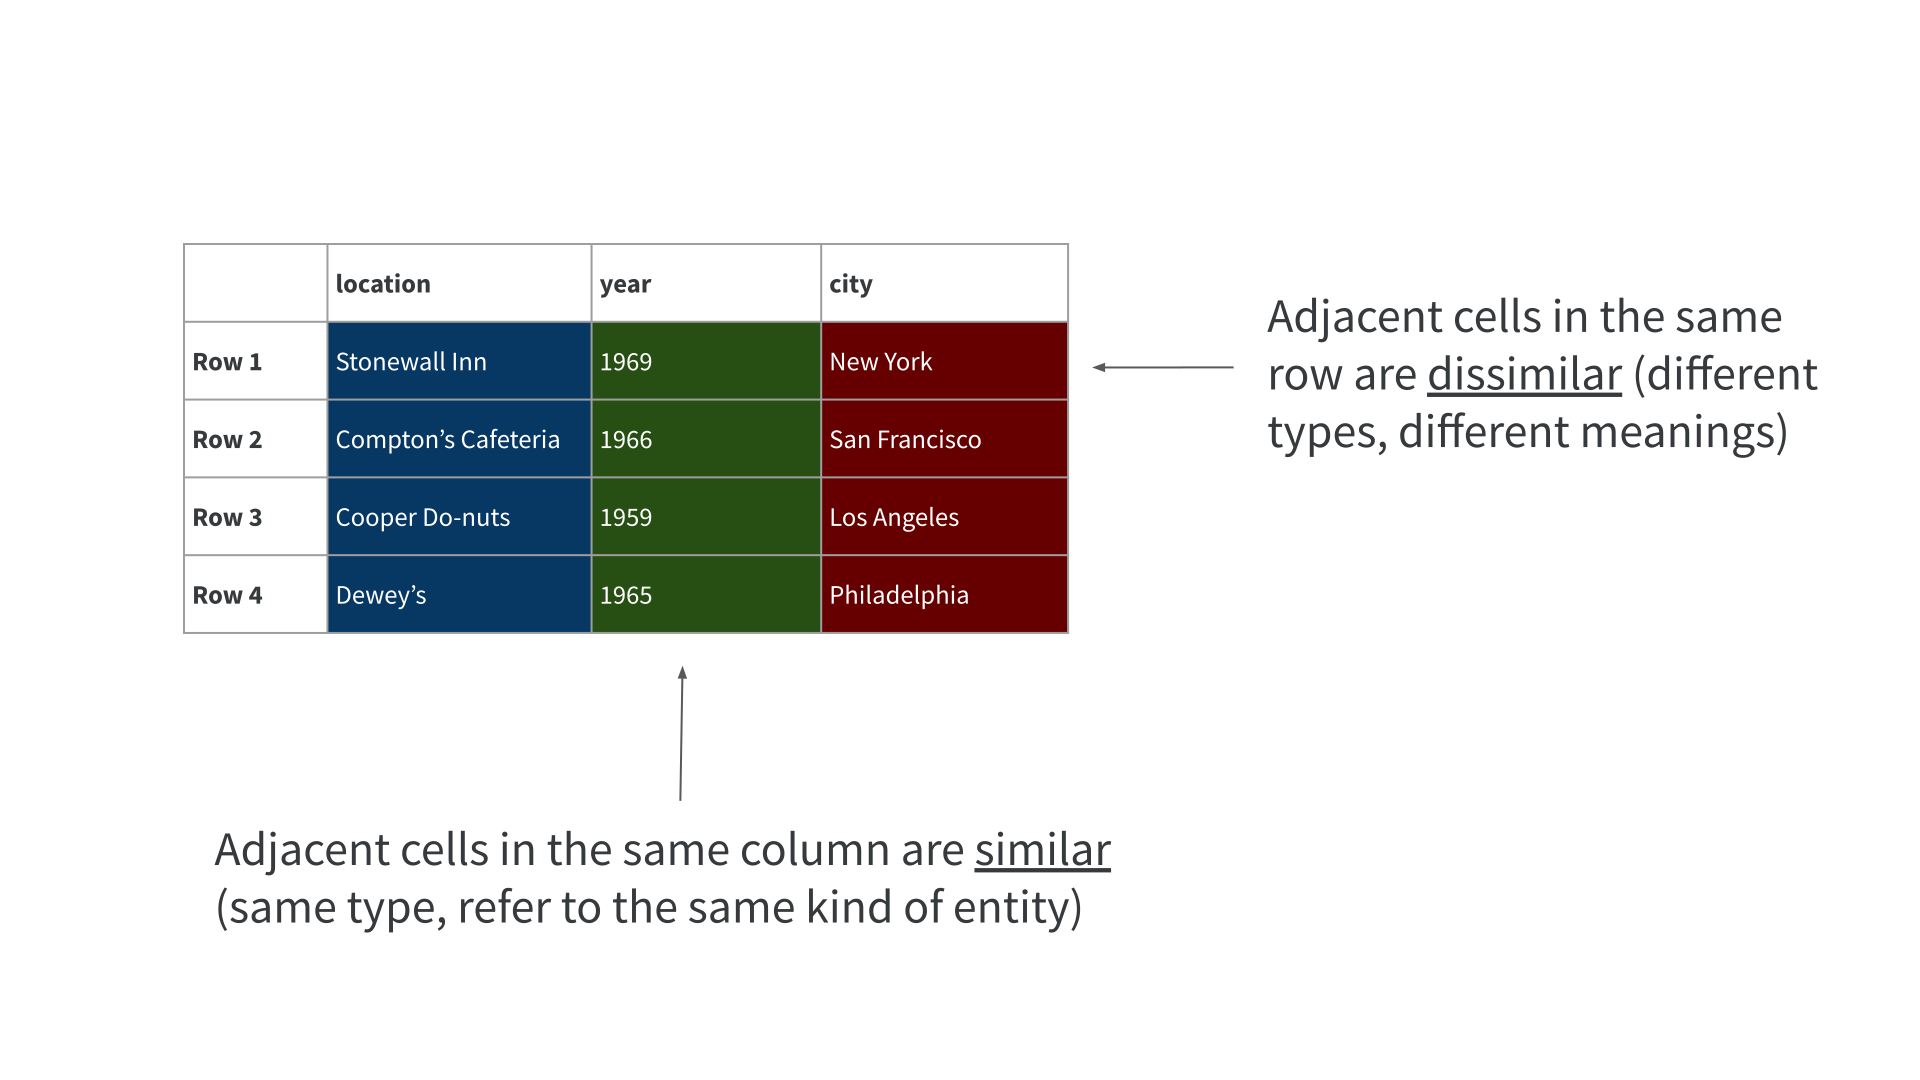 location year city
Row 1 Stonewall Inn 1969 New York
Row 2 Compton’s Cafeteria 1966 San Francisco
Row 3 Cooper Do-nuts 1959 Los Angeles
Row 4 Dewey’s 1965 Philadelphia
Adjacent cells in the same
row are dissimilar (different
types, different meanings)
Adjacent cells in the same column are similar
(same type, refer to the same kind of entity)